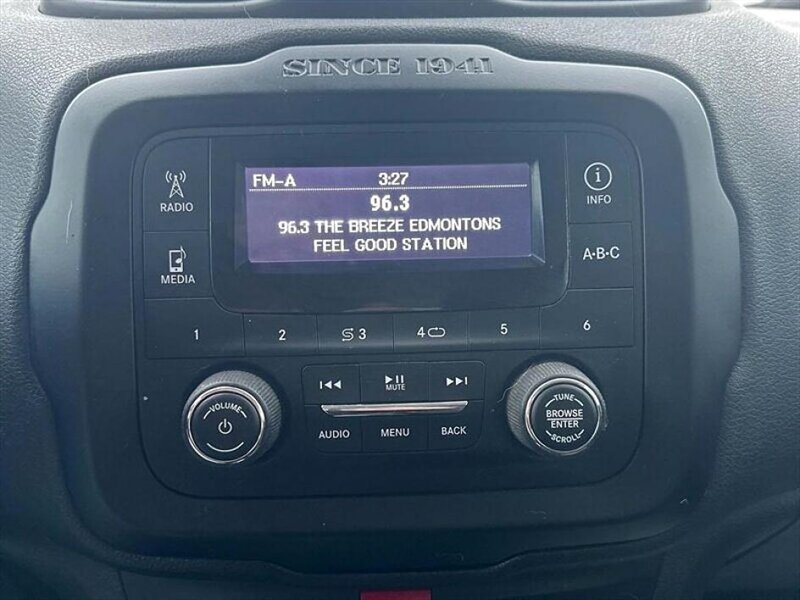 SINCE 1941
RADIO
MEDIA
FM-A 3:27
96.3
96.3 THE BREEZE EDMONTONS
FEEL GOOD STATION
i
INFO
A·B·C
1 2 3 4 5 6
VOLUME
MUTE
AUDIO MENU BACK
TUNE
BROWSE
ENTER
SCROLL